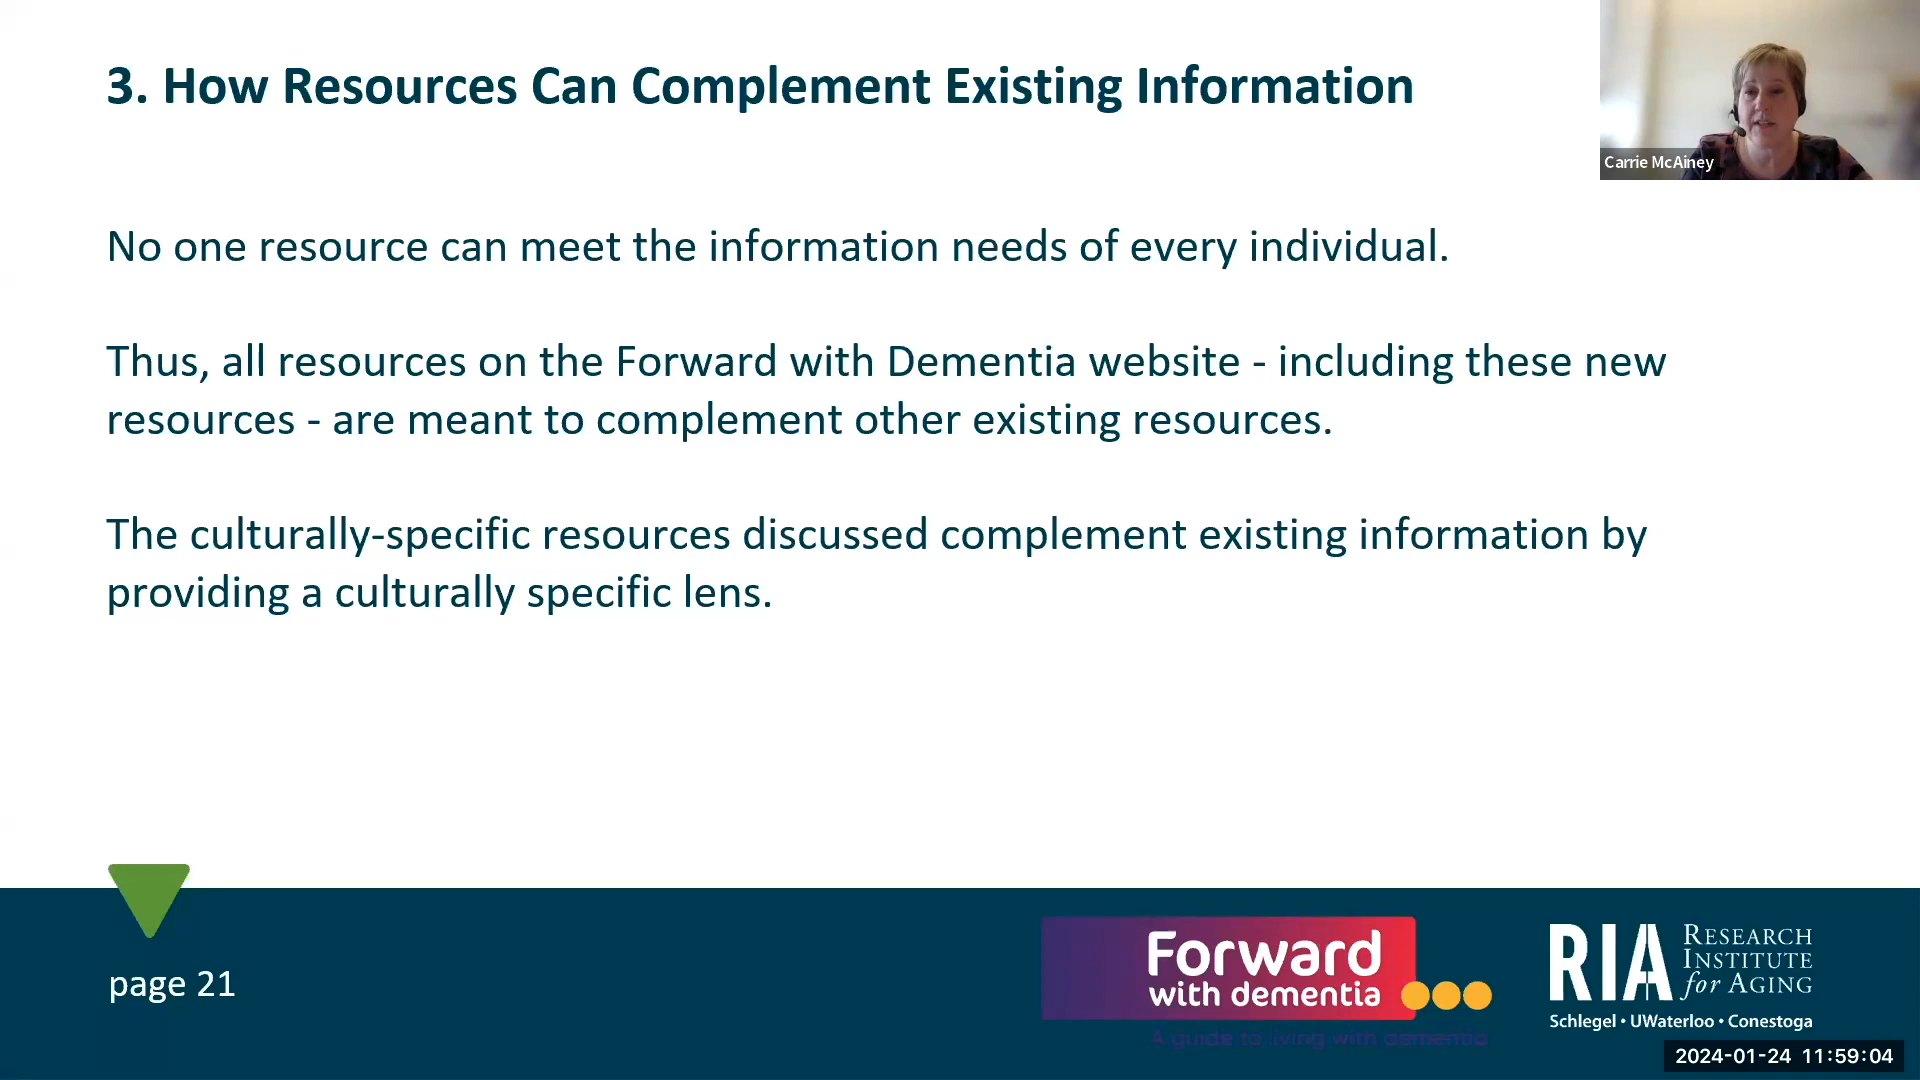 3. How Resources Can Complement Existing Information
Carrie McAiney
No one resource can meet the information needs of every individual.
Thus, all resources on the Forward with Dementia website - including these new
resources - are meant to complement other existing resources.
The culturally-specific resources discussed complement existing information by
providing a culturally specific lens.
page 21
Forward
with dementia
A guide to living with dementia
RIA
RESEARCH
INSTITUTE
for AGING
Schlegel • UWaterloo • Conestoga
2024-01-24 11:59:04